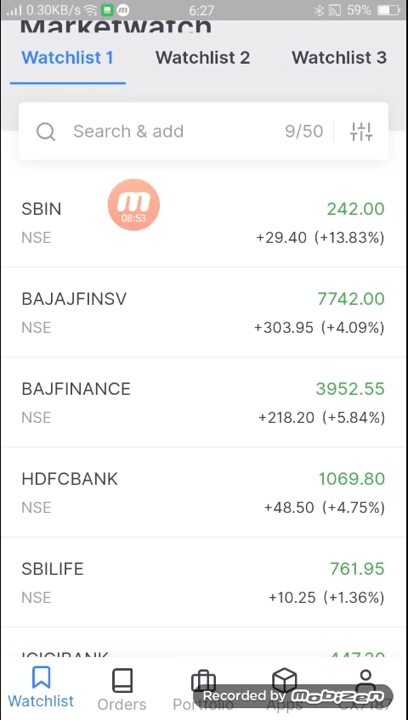 0.30KB/s 6:27 59%
Marketwatch
Watchlist 1 Watchlist 2 Watchlist 3
Search & add 9/50
SBIN 242.00
NSE +29.40 (+13.83%)
08:53
BAJAJFINSV 7742.00
NSE +303.95 (+4.09%)
BAJFINANCE 3952.55
NSE +218.20 (+5.84%)
HDFCBANK 1069.80
NSE +48.50 (+4.75%)
SBILIFE 761.95
NSE +10.25 (+1.36%)
ICICIBANK 447.20
Recorded by mobizen
Watchlist Orders Portfolio Apps